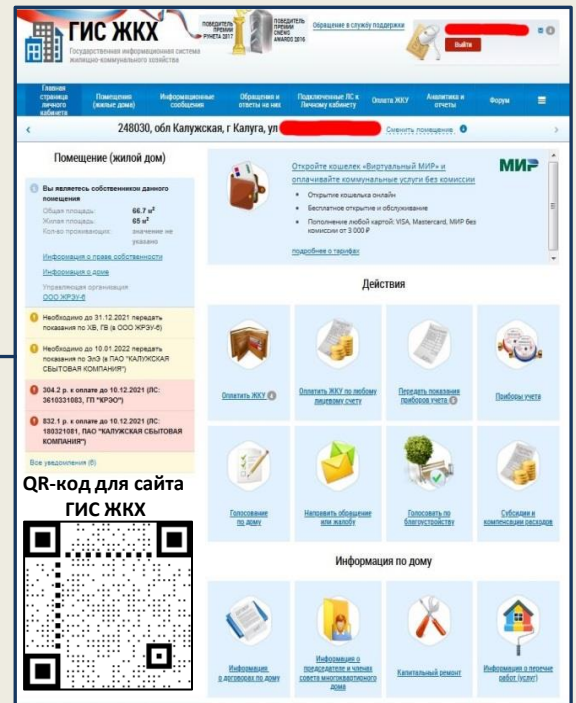 ГИС ЖКХ
Государственная информационная система
жилищно-коммунального хозяйства
ПОБЕДИТЕЛЬ
ПРЕМИИ
РУНЕТА 2017
ПОБЕДИТЕЛЬ
ПРЕМИИ
CNEWS
AWARDS 2016
Обращение в службу поддержки
Выйти
Главная
страница
личного
кабинета
Помещения
(жилые дома)
Информационные
сообщения
Обращения и
ответы на них
Подключенные ЛС к
Личному кабинету
Оплата ЖКУ
Аналитика и
отчеты
Форум
248030, обл Калужская, г Калуга, ул
Сменить помещение
Помещение (жилой дом)
Вы являетесь собственником данного
помещения
Общая площадь: 66.7 м²
Жилая площадь: 65 м²
Кол-во проживающих: значение не
указано
Информация о праве собственности
Информация о доме
Управляющая организация
ООО ЖРЭУ-6
Необходимо до 31.12.2021 передать
показания по ХВ, ГВ (в ООО ЖРЭУ-6)
Необходимо до 10.01.2022 передать
показания по ЭлЭ (в ПАО "КАЛУЖСКАЯ
СБЫТОВАЯ КОМПАНИЯ")
304.2 р. к оплате до 10.12.2021 (ЛС:
3610331083, ГП "КРЭО")
832.1 р. к оплате до 10.12.2021 (ЛС:
180321081, ПАО "КАЛУЖСКАЯ СБЫТОВАЯ
КОМПАНИЯ")
Все уведомления (6)
QR-код для сайта
ГИС ЖКХ
Откройте кошелек «Виртуальный МИР» и
оплачивайте коммунальные услуги без комиссии
Открытие кошелька онлайн
Бесплатное открытие и обслуживание
Пополнение любой картой: VISA, Mastercard, МИР без
комиссии от 3 000 ₽
подробнее о тарифах
МИР
Действия
Оплатить ЖКУ
Оплатить ЖКУ по любому
лицевому счету
Передать показания
приборов учета
Приборы учета
Голосование
по дому
Направить обращение
или жалобу
Голосовать по
благоустройству
Субсидии и
компенсации расходов
Информация по дому
Информация
о договорах по дому
Информация о
председателе и членах
совета многоквартирного
дома
Капитальный ремонт
Информация о перечне
работ (услуг)